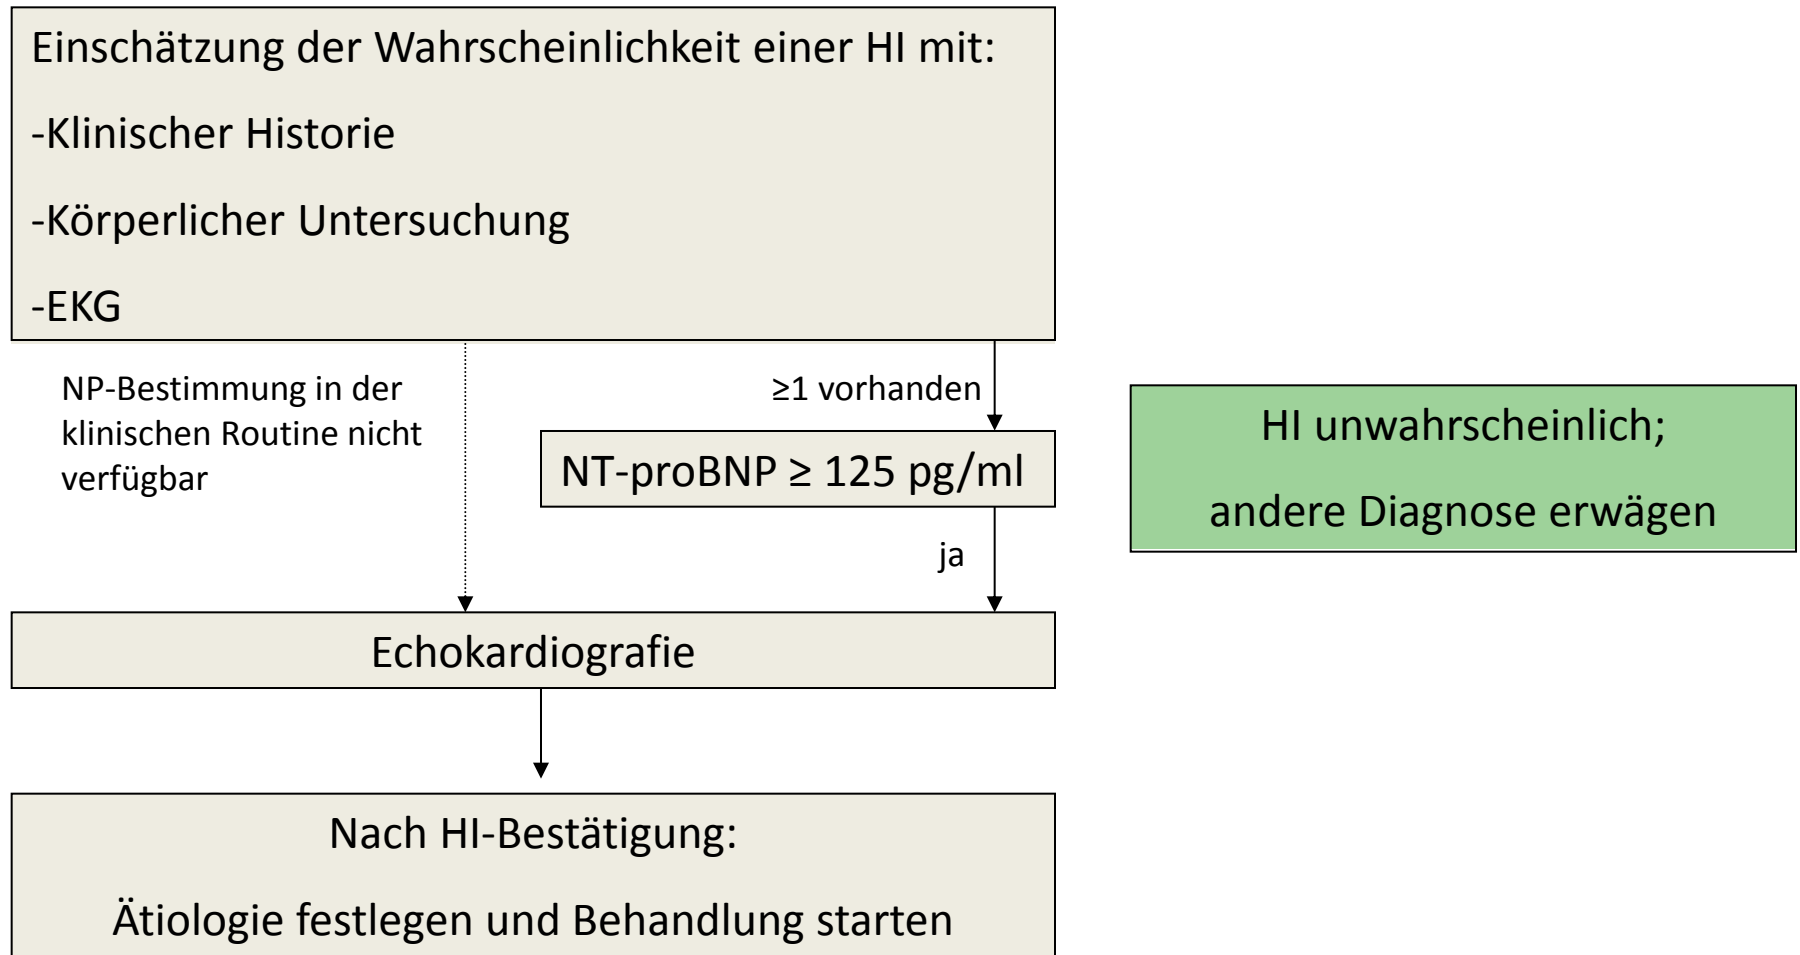 Einschätzung der Wahrscheinlichkeit einer HI mit:
-Klinischer Historie
-Körperlicher Untersuchung
-EKG
NP-Bestimmung in der
klinischen Routine nicht
verfügbar
≥1 vorhanden
NT-proBNP ≥ 125 pg/ml
HI unwahrscheinlich;
andere Diagnose erwägen
ja
Echokardiografie
Nach HI-Bestätigung:
Ätiologie festlegen und Behandlung starten